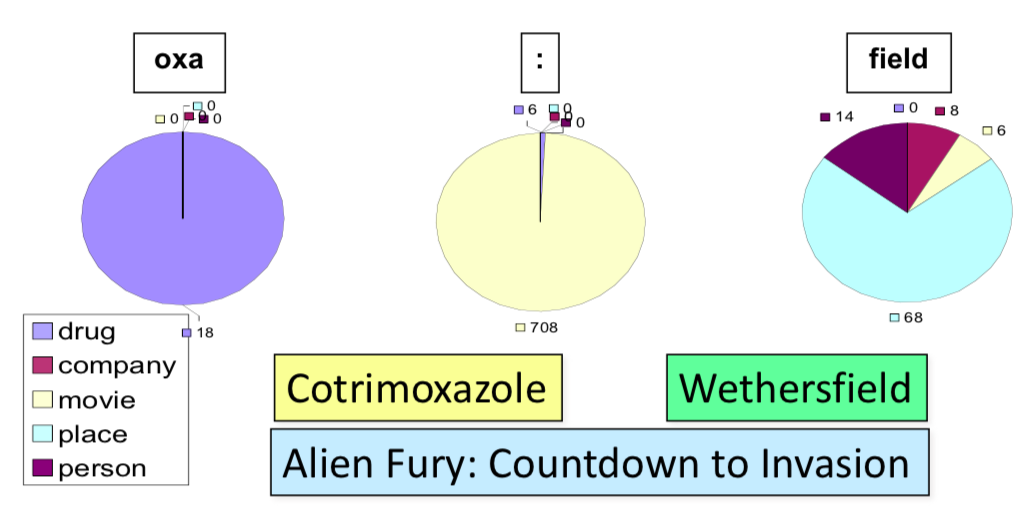 oxa
:
field
0
0
0
0
18
6
0
0
0
708
14
0
8
6
68
drug
company
movie
place
person
Cotrimoxazole
Wethersfield
Alien Fury: Countdown to Invasion